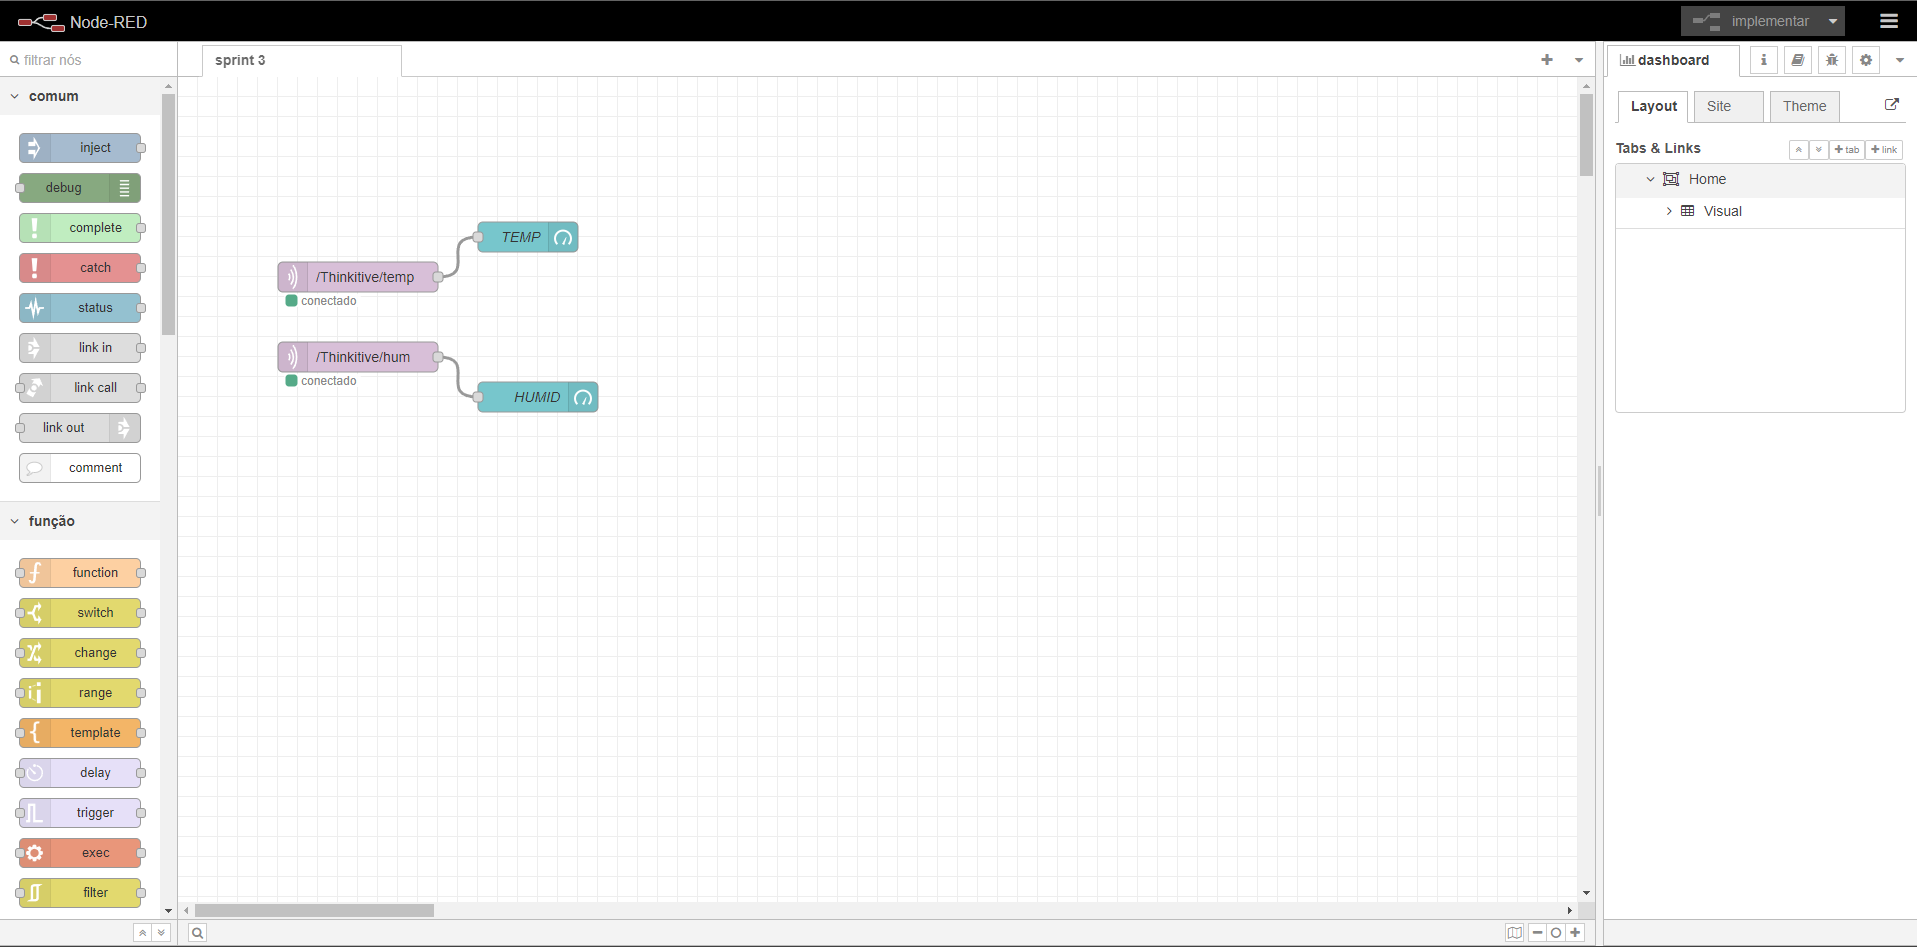 Node-RED
implementar
filtrar nós
sprint 3
dashboard
comum
inject
debug
complete
catch
status
link in
link call
link out
comment
função
function
switch
change
range
template
delay
trigger
exec
filter
TEMP
/Thinkitive/temp
conectado
/Thinkitive/hum
conectado
HUMID
Layout
Site
Theme
Tabs & Links
tab
link
Home
Visual